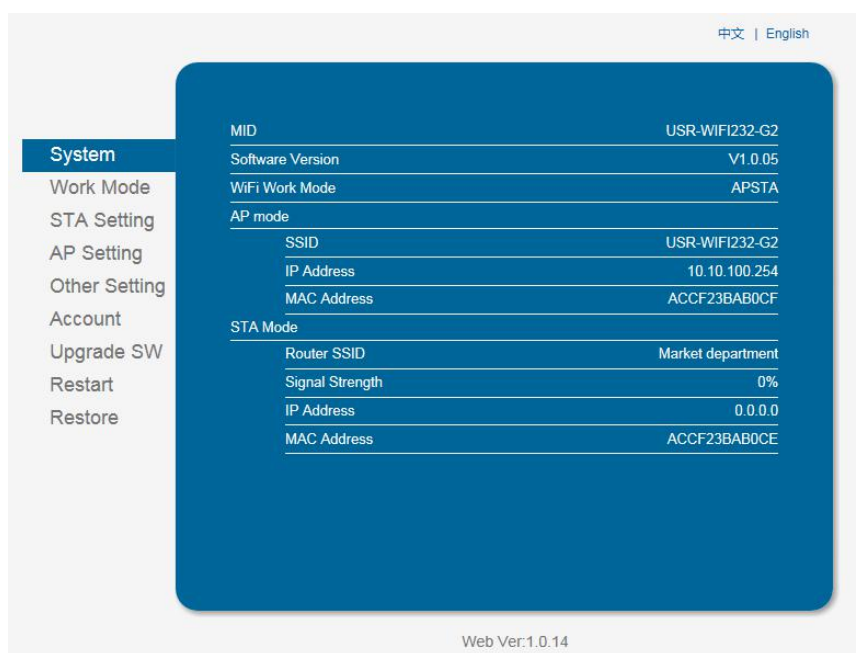 中文 | English
System
Work Mode
STA Setting
AP Setting
Other Setting
Account
Upgrade SW
Restart
Restore
MID USR-WIFI232-G2
Software Version V1.0.05
WiFi Work Mode APSTA
AP mode
SSID USR-WIFI232-G2
IP Address 10.10.100.254
MAC Address ACCF23BAB0CF
STA Mode
Router SSID Market department
Signal Strength 0%
IP Address 0.0.0.0
MAC Address ACCF23BAB0CE
Web Ver:1.0.14